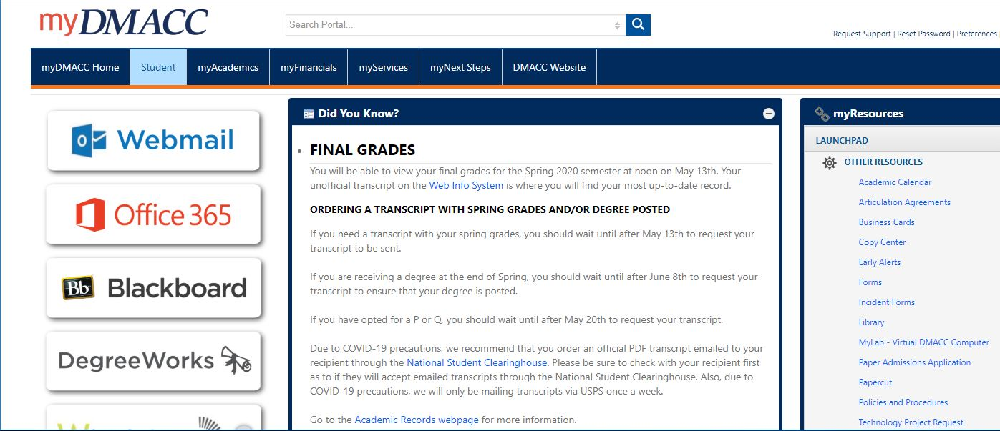 myDMACC
Search Portal...
Request Support | Reset Password | Preferences
myDMACC Home
Student
myAcademics
myFinancials
myServices
myNext Steps
DMACC Website
Webmail
Office 365
Bb Blackboard
DegreeWorks
Did You Know?
FINAL GRADES
You will be able to view your final grades for the Spring 2020 semester at noon on May 13th. Your
unofficial transcript on the Web Info System is where you will find your most up-to-date record.
ORDERING A TRANSCRIPT WITH SPRING GRADES AND/OR DEGREE POSTED
If you need a transcript with your spring grades, you should wait until after May 13th to request your
transcript to be sent.
If you are receiving a degree at the end of Spring, you should wait until after June 8th to request your
transcript to ensure that your degree is posted.
If you have opted for a P or Q, you should wait until after May 20th to request your transcript.
Due to COVID-19 precautions, we recommend that you order an official PDF transcript emailed to your
recipient through the National Student Clearinghouse. Please be sure to check with your recipient first
as to if they will accept emailed transcripts through the National Student Clearinghouse. Also, due to
COVID-19 precautions, we will only be mailing transcripts via USPS once a week.
Go to the Academic Records webpage for more information.
myResources
LAUNCHPAD
OTHER RESOURCES
Academic Calendar
Articulation Agreements
Business Cards
Copy Center
Early Alerts
Forms
Incident Forms
Library
MyLab - Virtual DMACC Computer
Paper Admissions Application
Papercut
Policies and Procedures
Technology Project Request